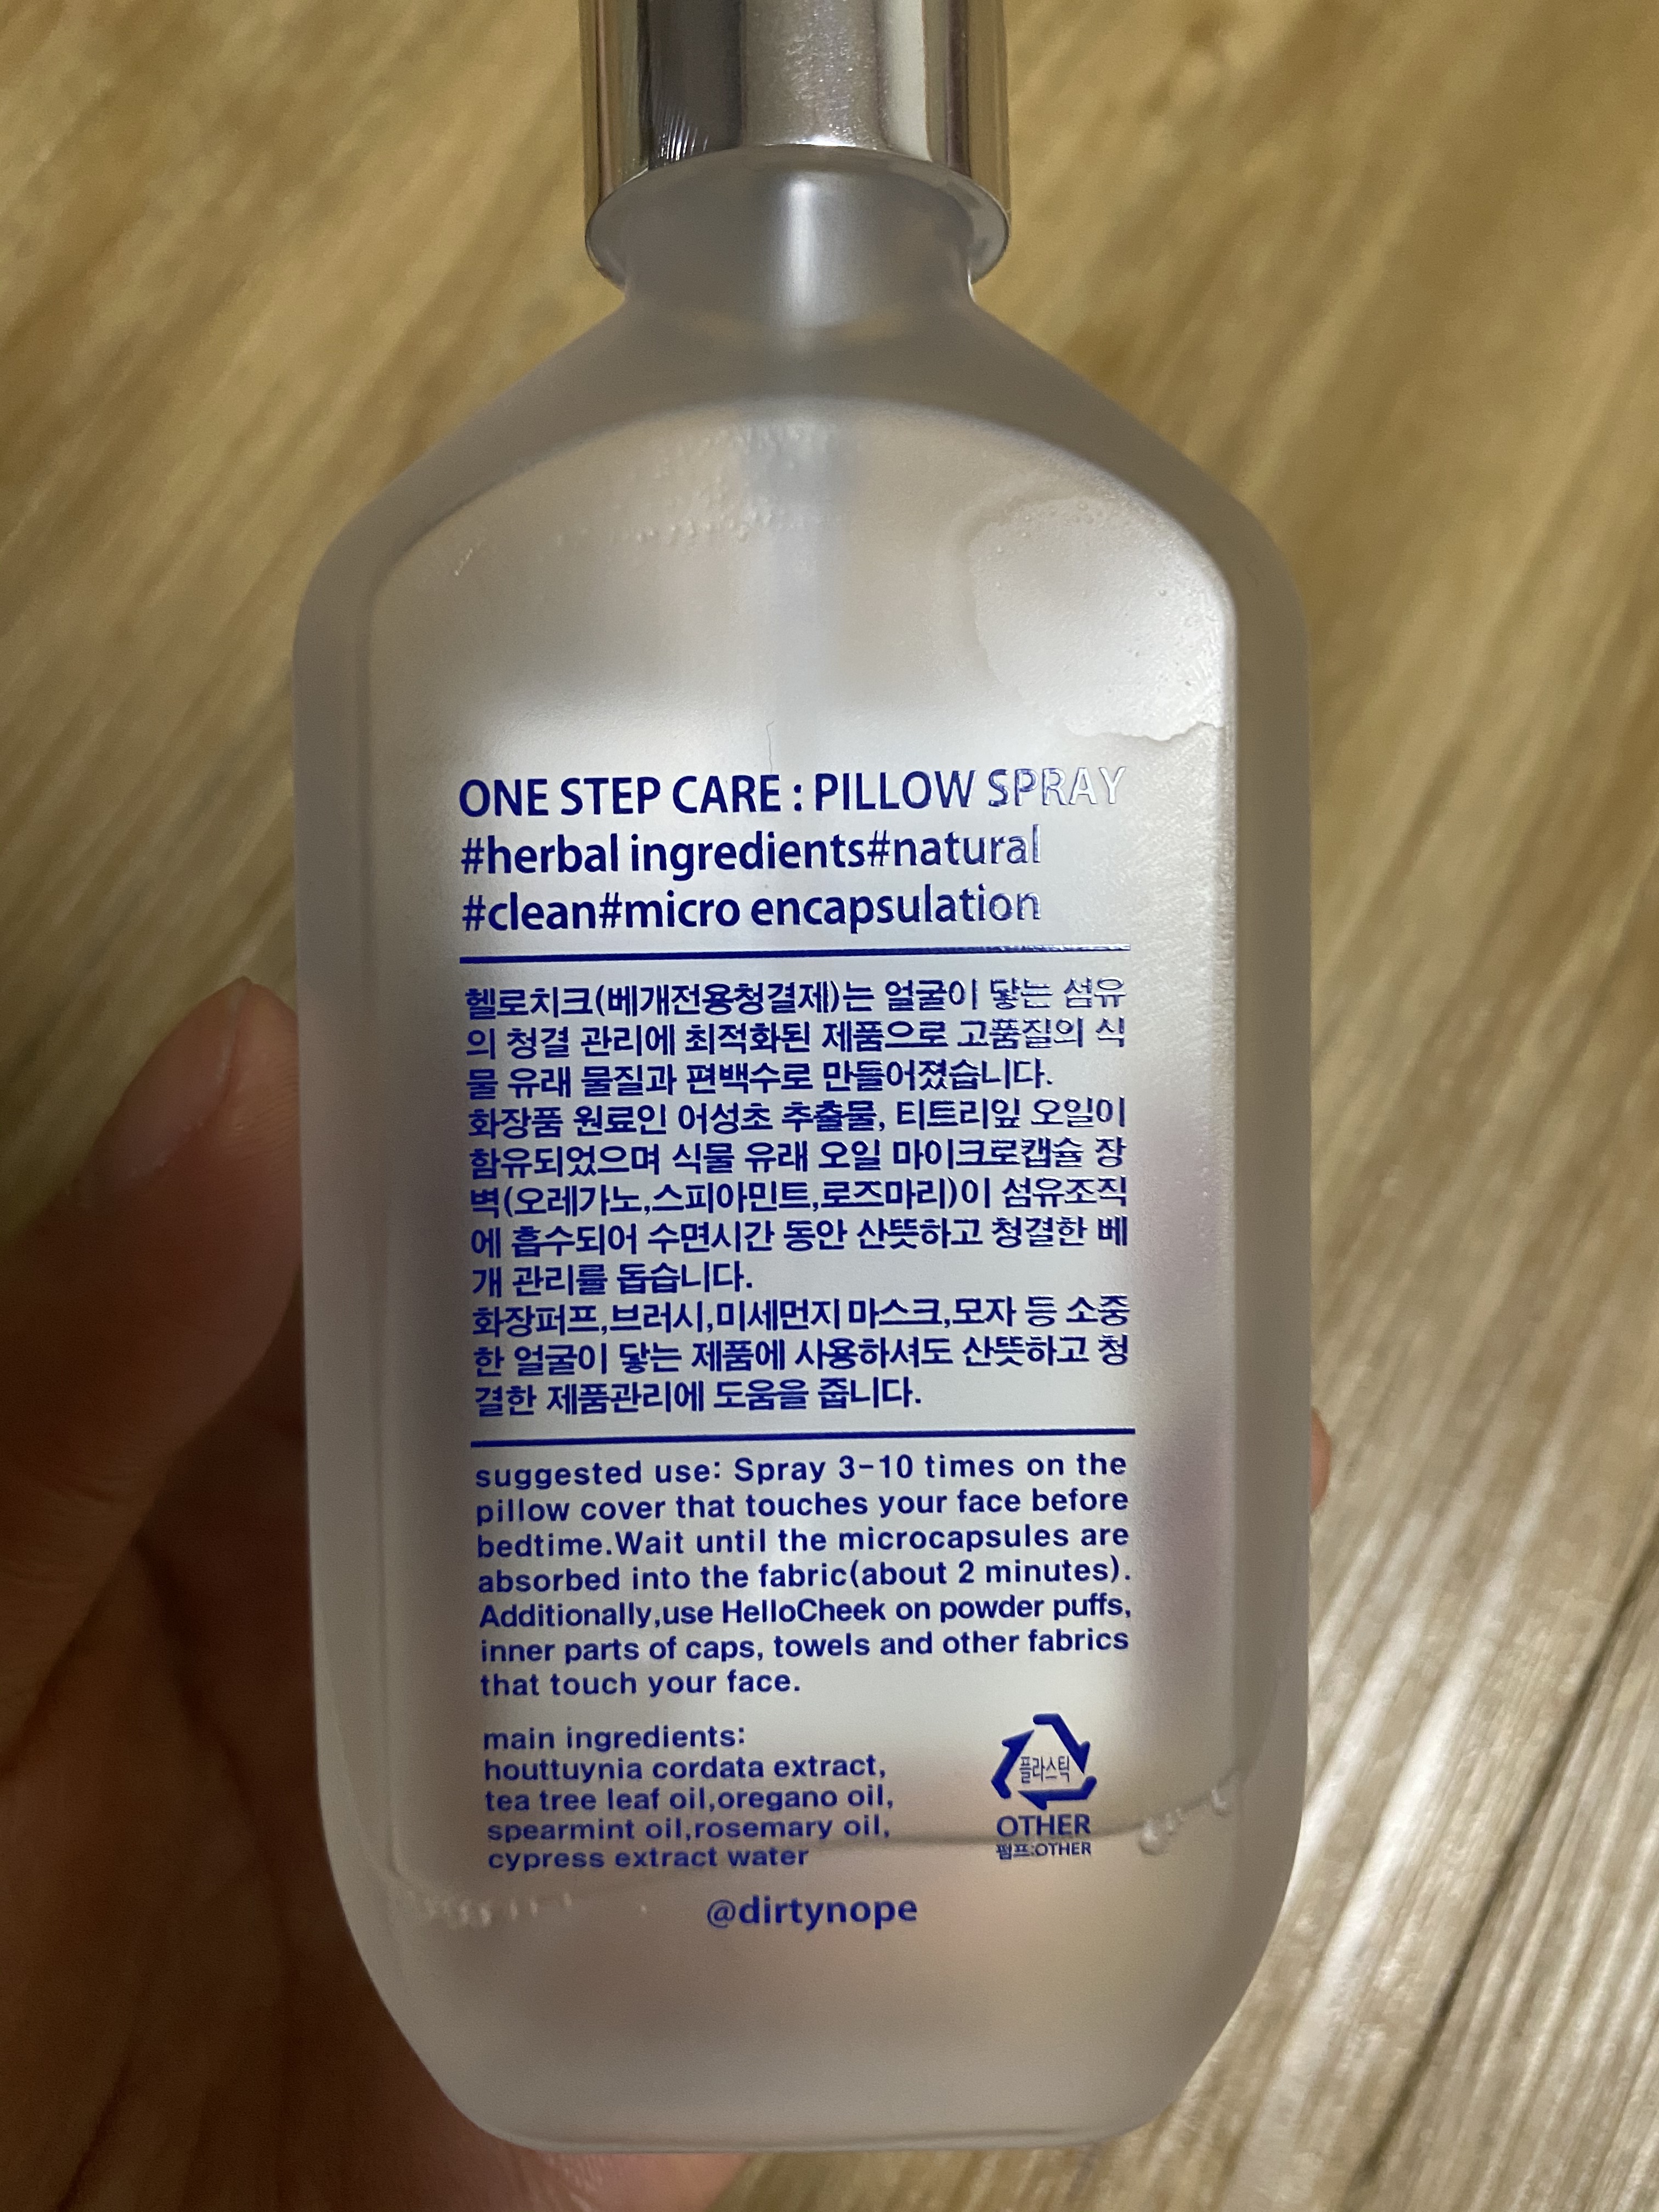 ONE STEP CARE : PILLOW SPRAY
#herbal ingredients#natural
#clean#micro encapsulation
헬로치크(베개전용청결제)는 얼굴이 닿는 섬유
의 청결 관리에 최적화된 제품으로 고품질의 식
물 유래 물질과 편백수로 만들어졌습니다.
화장품 원료인 어성초 추출물, 티트리잎 오일이
함유되었으며 식물 유래 오일 마이크로캡슐 장
벽(오레가노,스피아민트,로즈마리)이 섬유조직
에 흡수되어 수면시간 동안 산뜻하고 청결한 베
개 관리를 돕습니다.
화장퍼프,브러시,미세먼지 마스크,모자 등 소중
한 얼굴이 닿는 제품에 사용하셔도 산뜻하고 청
결한 제품관리에 도움을 줍니다.
suggested use: Spray 3-10 times on the
pillow cover that touches your face before
bedtime.Wait until the microcapsules are
absorbed into the fabric(about 2 minutes).
Additionally,use HelloCheek on powder puffs,
inner parts of caps, towels and other fabrics
that touch your face.
main ingredients:
houttuynia cordata extract,
tea tree leaf oil,oregano oil,
spearmint oil,rosemary oil,
cypress extract water
플라스틱
OTHER
펌프:OTHER
@dirtynope